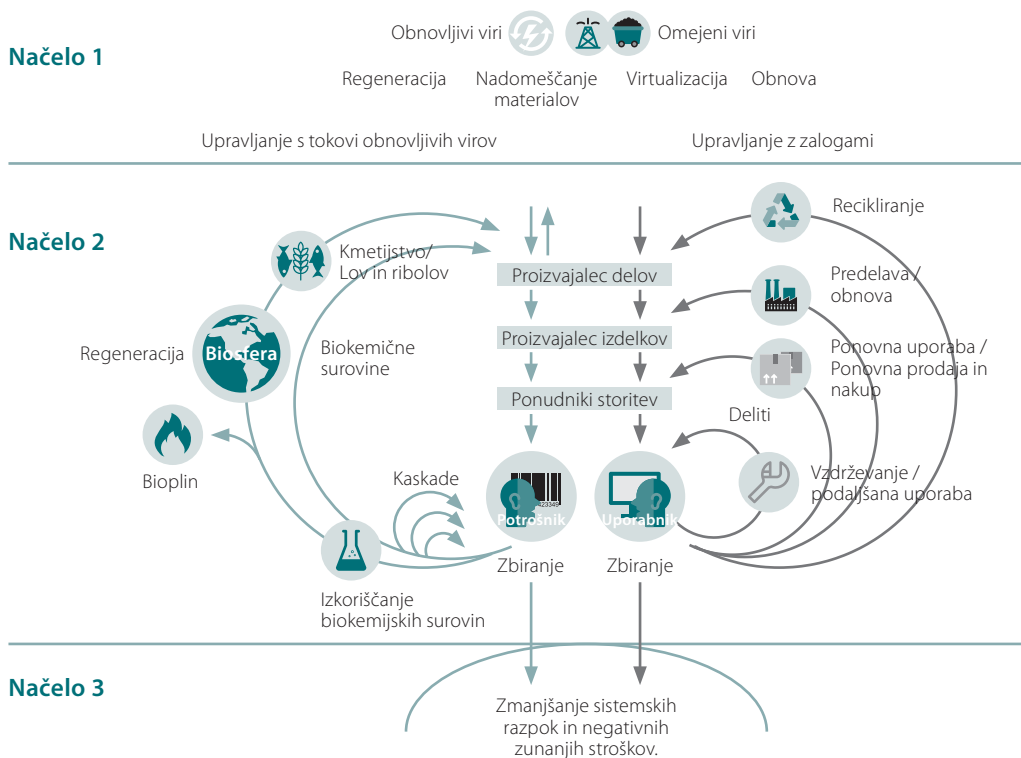 Načelo 1
Obnovljivi viri
Omejeni viri
Regeneracija
Nadomeščanje
materialov
Virtualizacija
Obnova
Upravljanje s tokovi obnovljivih virov
Upravljanje z zalogami
Načelo 2
Kmetijstvo/
Lov in ribolov
Regeneracija
Biosfera
Biokemične
surovine
Bioplin
Kaskade
Izkoriščanje
biokemijskih surovin
Proizvajalec delov
Proizvajalec izdelkov
Ponudniki storitev
Potrošnik
Uporabnik
Zbiranje
Zbiranje
Recikliranje
Predelava /
obnova
Ponovna uporaba /
Ponovna prodaja in
nakup
Deliti
Vzdrževanje /
podaljšana uporaba
Načelo 3
Zmanjšanje sistemskih
razpok in negativnih
zunanjih stroškov.